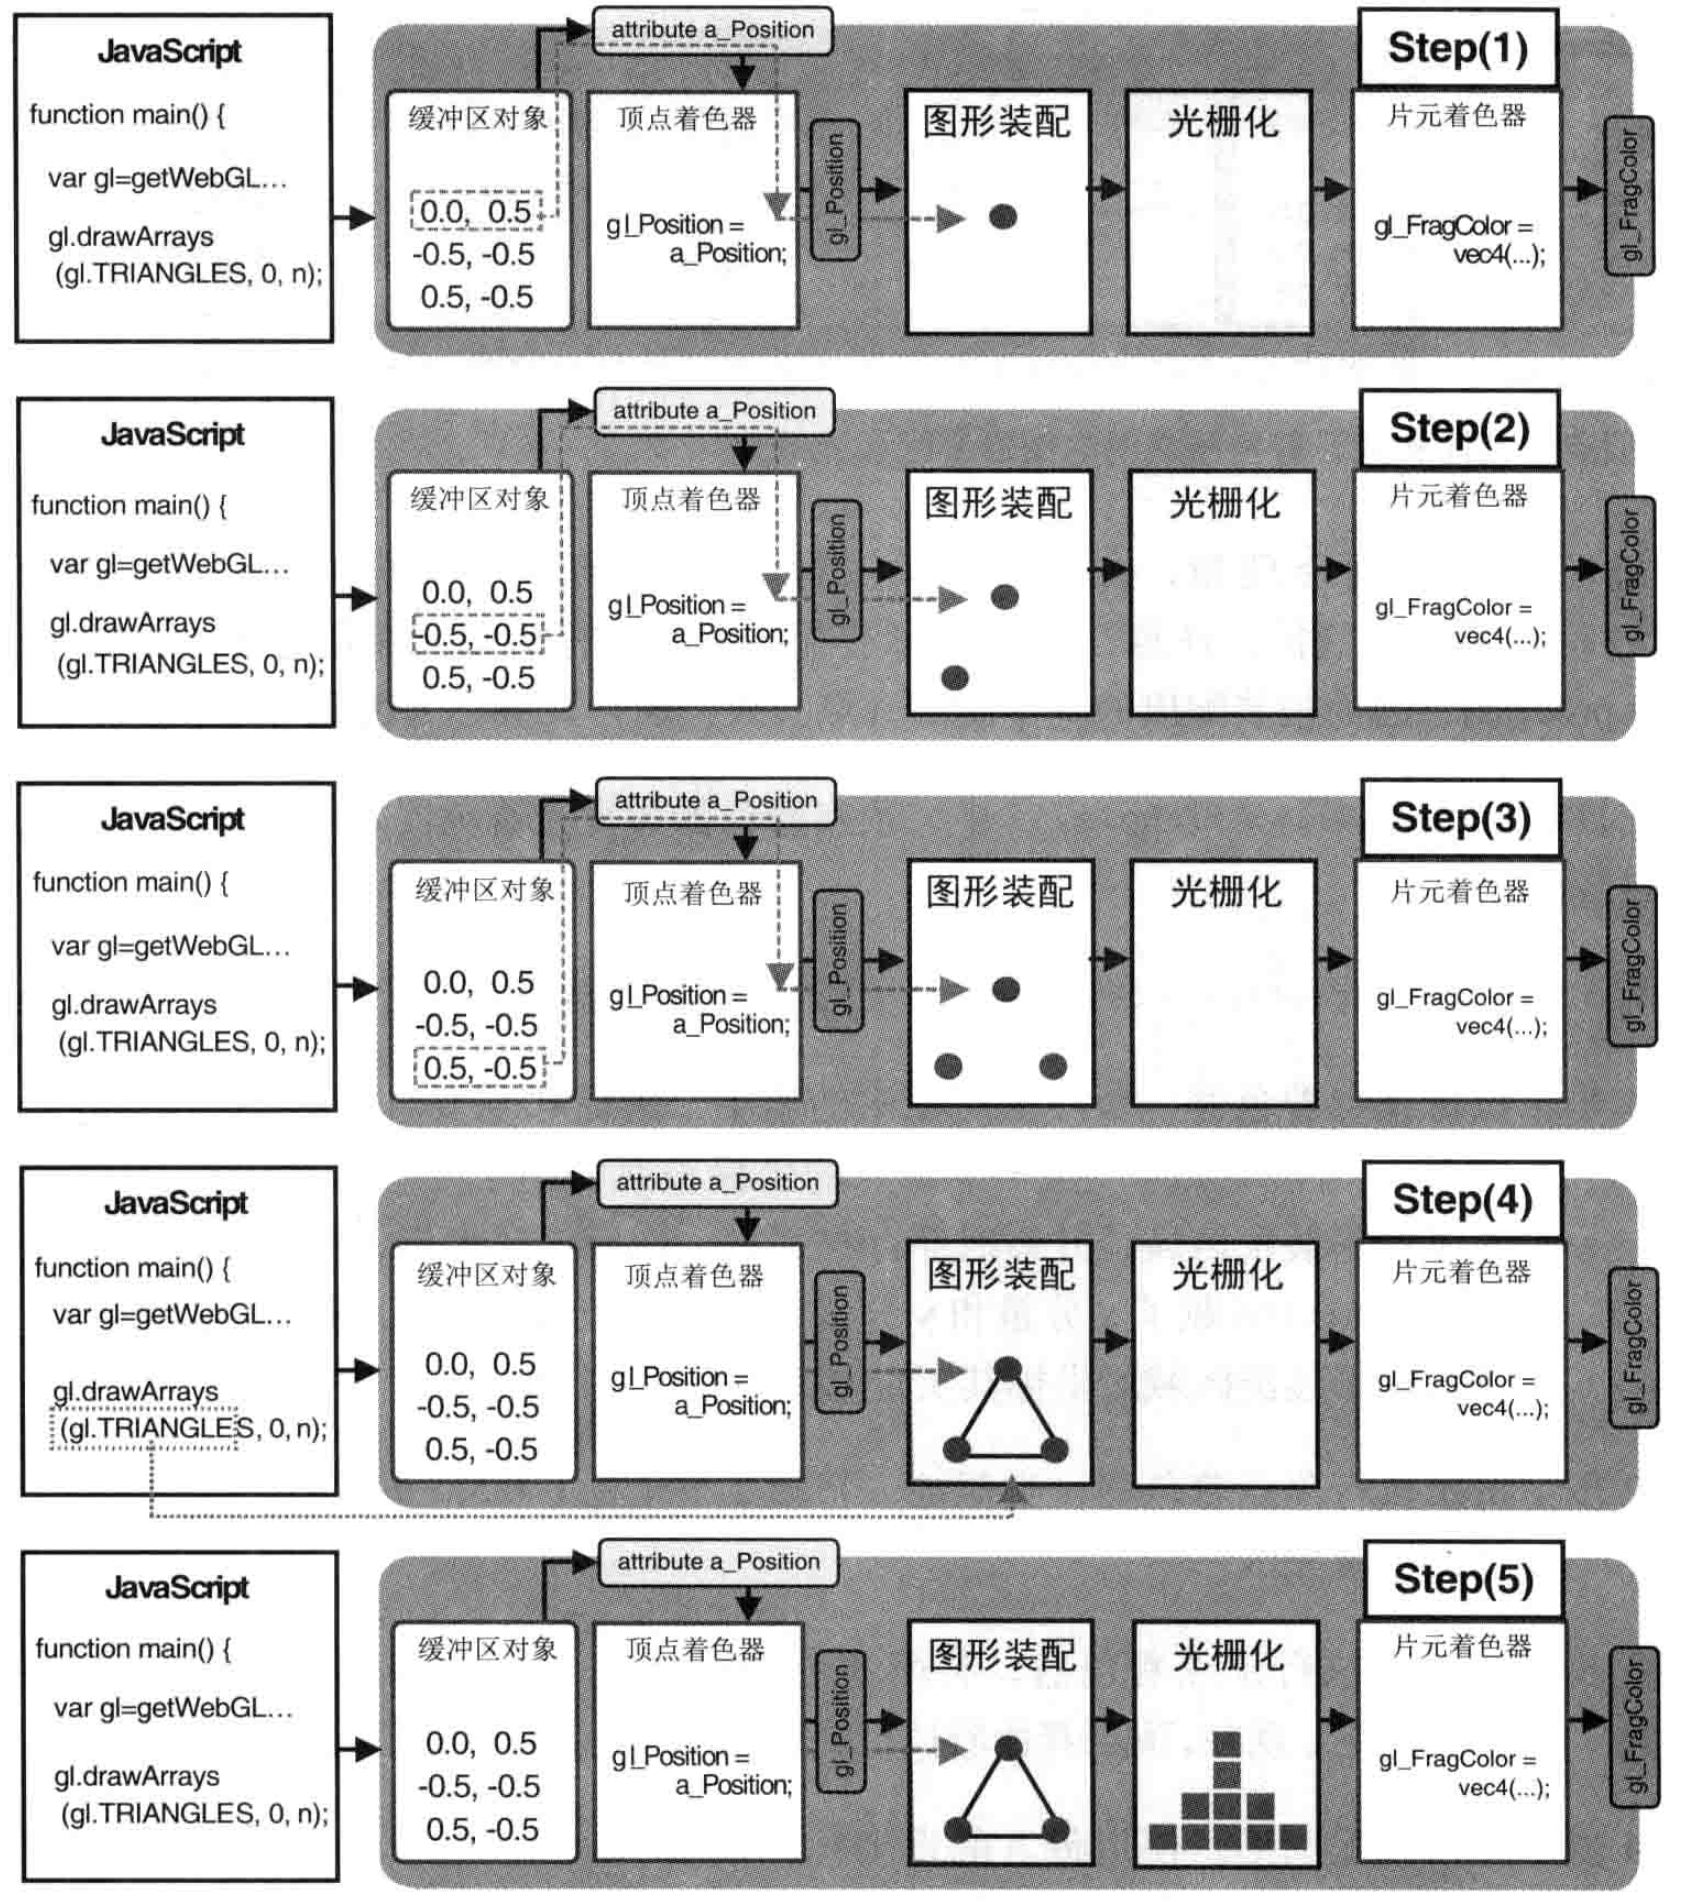 JavaScript
function main() {
var gl=getWebGL...
gl.drawArrays
(gl.TRIANGLES, 0, n);
attribute a_Position
缓冲区对象
0.0, 0.5
-0.5, -0.5
0.5, -0.5
顶点着色器
gl_Position =
a_Position;
gl_Position
图形装配
光栅化
Step(1)
片元着色器
gl_FragColor =
vec4(...);
gl_FragColor
JavaScript
function main() {
var gl=getWebGL...
gl.drawArrays
(gl.TRIANGLES, 0, n);
attribute a_Position
缓冲区对象
0.0, 0.5
-0.5, -0.5
0.5, -0.5
顶点着色器
gl_Position =
a_Position;
gl_Position
图形装配
光栅化
Step(2)
片元着色器
gl_FragColor =
vec4(...);
gl_FragColor
JavaScript
function main() {
var gl=getWebGL...
gl.drawArrays
(gl.TRIANGLES, 0, n);
attribute a_Position
缓冲区对象
0.0, 0.5
-0.5, -0.5
0.5, -0.5
顶点着色器
gl_Position =
a_Position;
gl_Position
图形装配
光栅化
Step(3)
片元着色器
gl_FragColor =
vec4(...);
gl_FragColor
JavaScript
function main() {
var gl=getWebGL...
gl.drawArrays
(gl.TRIANGLES, 0, n);
attribute a_Position
缓冲区对象
0.0, 0.5
-0.5, -0.5
0.5, -0.5
顶点着色器
gl_Position =
a_Position;
gl_Position
图形装配
光栅化
Step(4)
片元着色器
gl_FragColor =
vec4(...);
gl_FragColor
JavaScript
function main() {
var gl=getWebGL...
gl.drawArrays
(gl.TRIANGLES, 0, n);
attribute a_Position
缓冲区对象
0.0, 0.5
-0.5, -0.5
0.5, -0.5
顶点着色器
gl_Position =
a_Position;
gl_Position
图形装配
光栅化
Step(5)
片元着色器
gl_FragColor =
vec4(...);
gl_FragColor